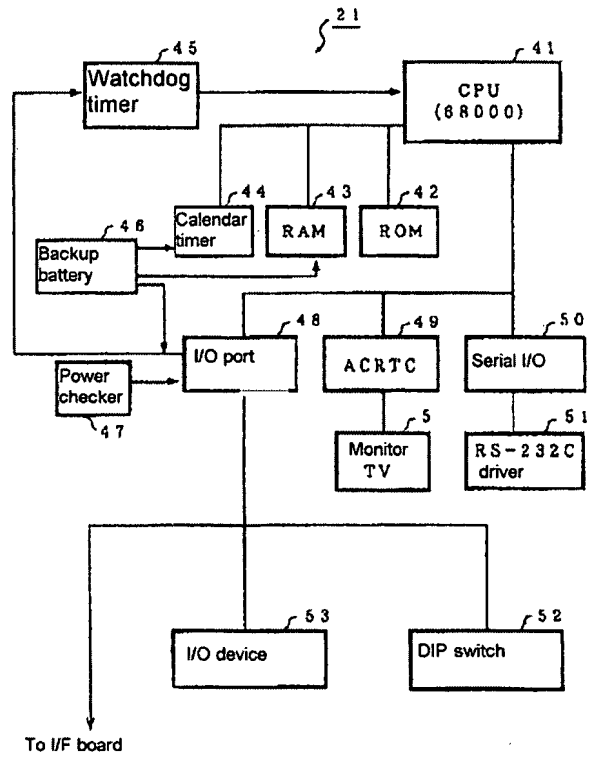 21
45
Watchdog
timer
41
CPU
(68000)
44
Calendar
timer
43
RAM
42
ROM
46
Backup
battery
48
I/O port
49
ACRTC
50
Serial I/O
Power
checker
47
5
Monitor
TV
51
RS-232C
driver
53
I/O device
52
DIP switch
To I/F board